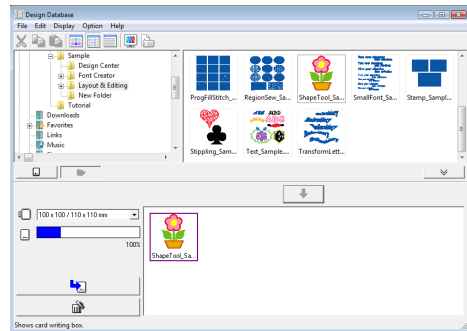 Design Database
File Edit Display Option Help
Sample
Design Center
Font Creator
Layout & Editing
New Folder
Tutorial
Downloads
Favorites
Links
Music
ProgFillStitch_... RegionSew_Sa... ShapeTool_Sa... SmallFont_Sa... Stamp_Sampl...
Stippling_Sam... Text_Sample.... TransformLett...
100 x 100 / 110 x 110 mm
100%
ShapeTool_Sa...
Shows card writing box.